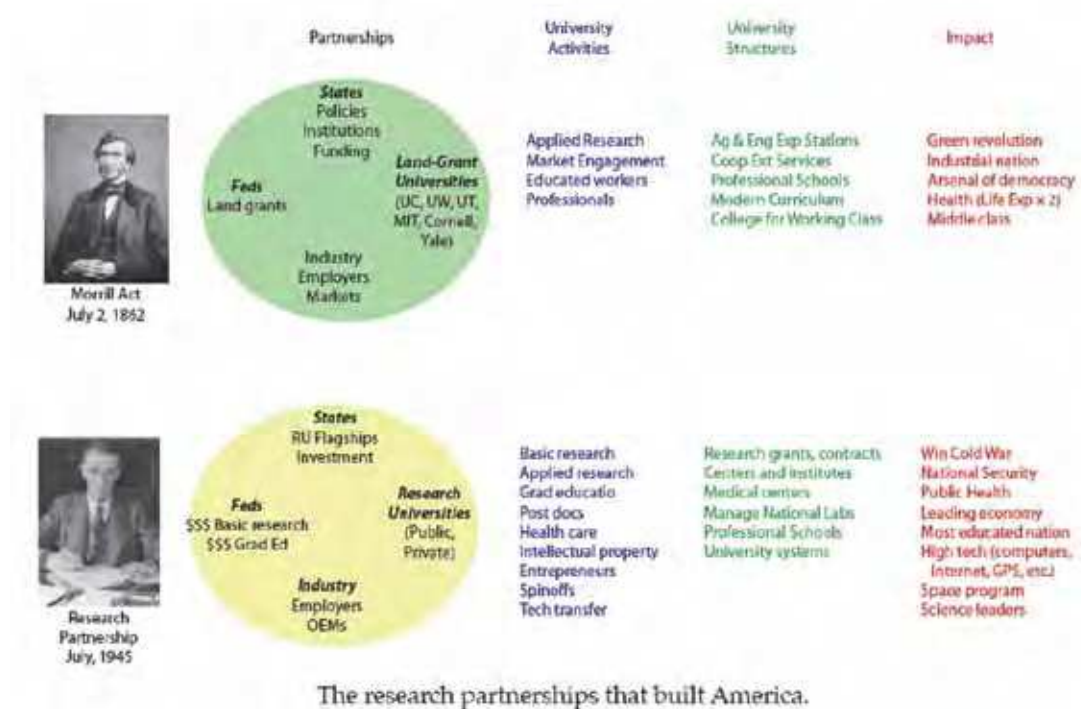 Partnerships
University
Activities
University
Structures
Impact
Morrill Act
July 2, 1862
States
Policies
Institutions
Funding
Feds
Land grants
Land-Grant
Universities
(UC, UW, UT,
MIT, Cornell,
Yale)
Industry
Employers
Markets
Applied Research
Market Engagement
Educated workers
Professionals
Ag & Eng Exp Stations
Coop Ext Services
Professional Schools
Modern Curriculum
College for Working Class
Green revolution
Industrial nation
Arsenal of democracy
Health (Life Exp × 2)
Middle class
Research
Partnership
July, 1945
States
RU Flagships
Investment
Feds
$$$ Basic research
$$$ Grad Ed
Research
Universities
(Public,
Private)
Industry
Employers
OEMs
Basic research
Applied research
Grad educatio
Post docs
Health care
Intellectual property
Entrepreneurs
Spinoffs
Tech transfer
Research grants, contracts
Centers and institutes
Medical centers
Manage National Labs
Professional Schools
University systems
Win Cold War
National Security
Public Health
Leading economy
Most educated nation
High tech (computers,
Internet, GPS, etc.)
Space program
Science leaders
The research partnerships that built America.